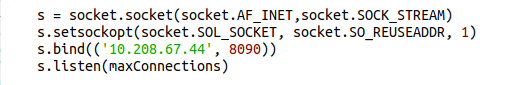 s = socket.socket(socket.AF_INET,socket.SOCK_STREAM)
s.setsockopt(socket.SOL_SOCKET, socket.SO_REUSEADDR, 1)
s.bind(('10.208.67.44', 8090))
s.listen(maxConnections)